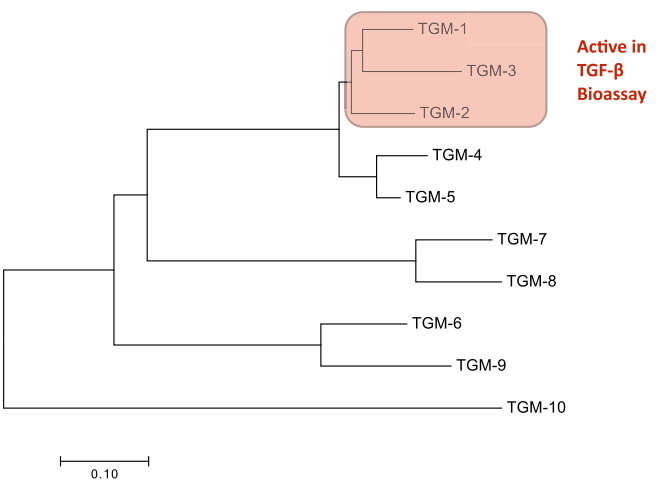 TGM-1
TGM-3
TGM-2
Active in
TGF-β
Bioassay
TGM-4
TGM-5
TGM-7
TGM-8
TGM-6
TGM-9
TGM-10
0.10